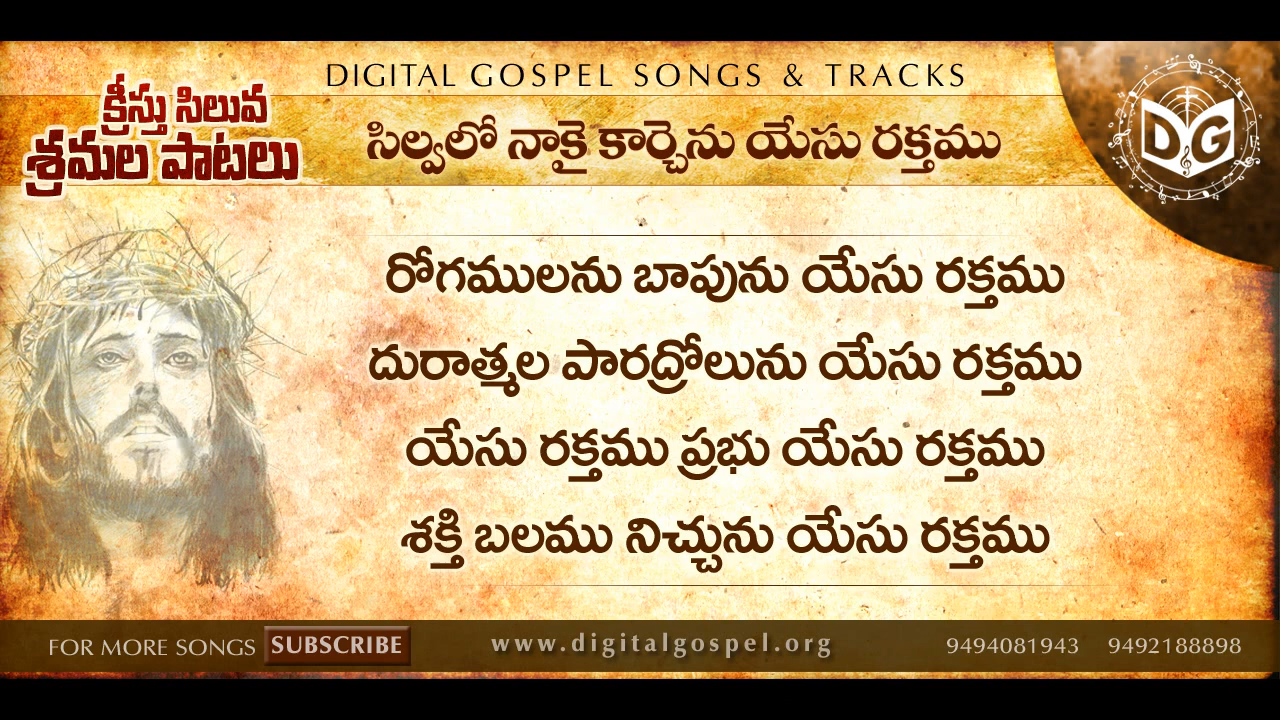 DIGITAL GOSPEL SONGS & TRACKS
క్రీస్తు సిలువ
శ్రమల పాటలు
సిల్వలో నాకై కార్చెను యేసు రక్తము
DG
రోగములను బాపును యేసు రక్తము
దురాత్మల పారద్రోలును యేసు రక్తము
యేసు రక్తము ప్రభు యేసు రక్తము
శక్తి బలము నిచ్చును యేసు రక్తము
FOR MORE SONGS SUBSCRIBE www.digitalgospel.org 9494081943 9492188898